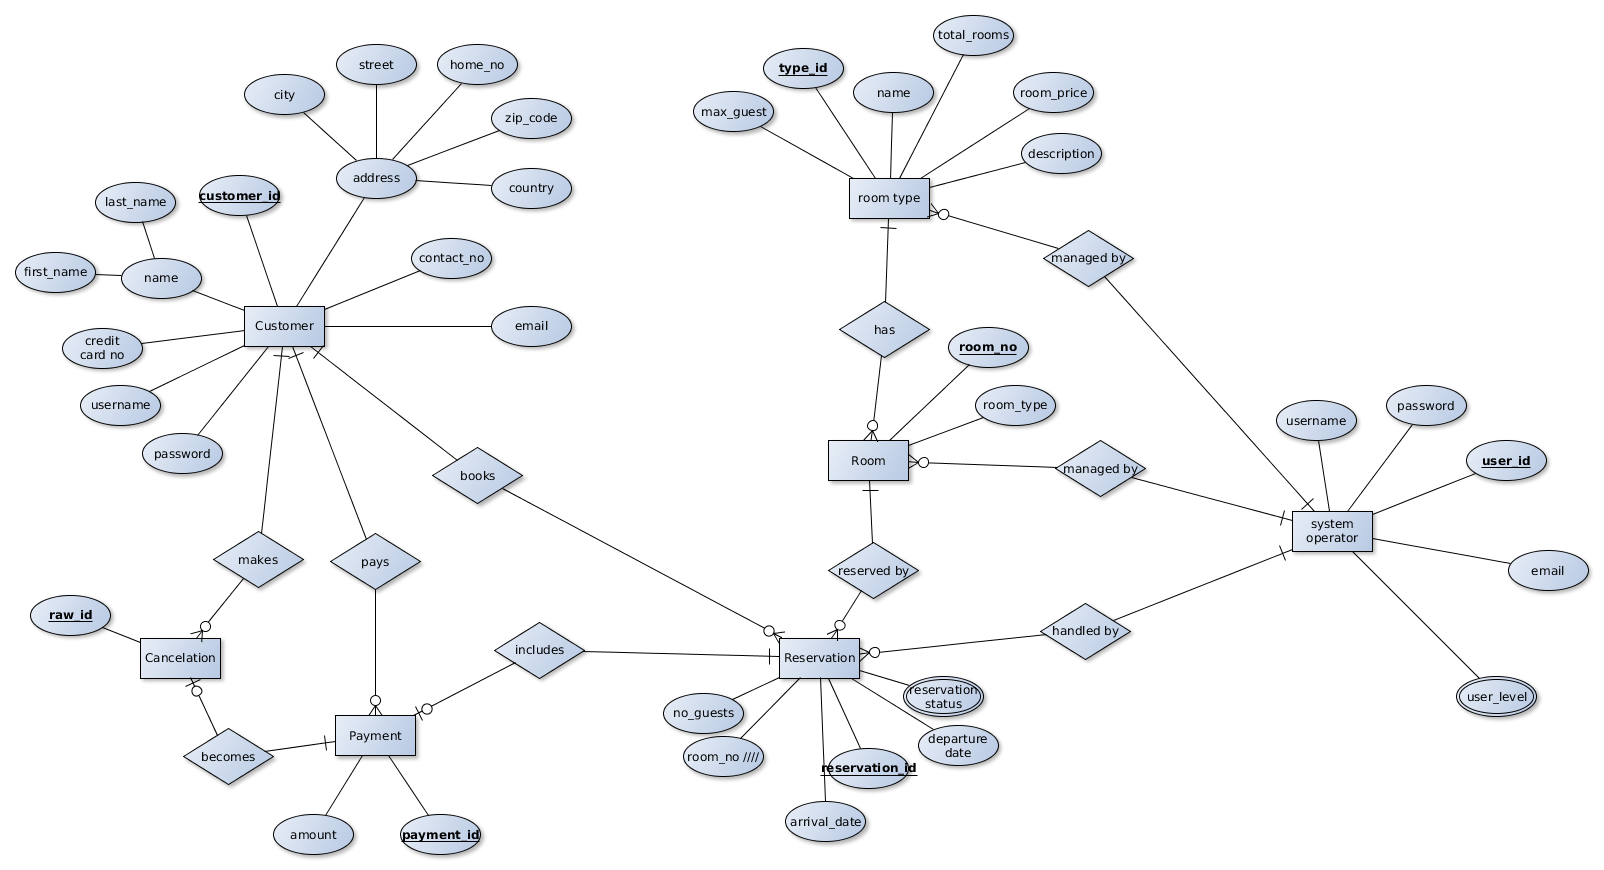 total_rooms
street
home_no
type_id
city
name
room_price
max_guest
zip_code
description
address
country
customer_id
room type
last_name
contact_no
managed by
first_name
name
Customer
email
has
credit
card no
room_no
username
room_type
password
username
password
books
Room
managed by
user_id
system
operator
makes
pays
reserved by
email
raw_id
handled by
includes
Cancelation
Reservation
reservation
status
user_level
no_guests
Payment
departure
date
becomes
room_no ////
reservation_id
arrival_date
amount
payment_id